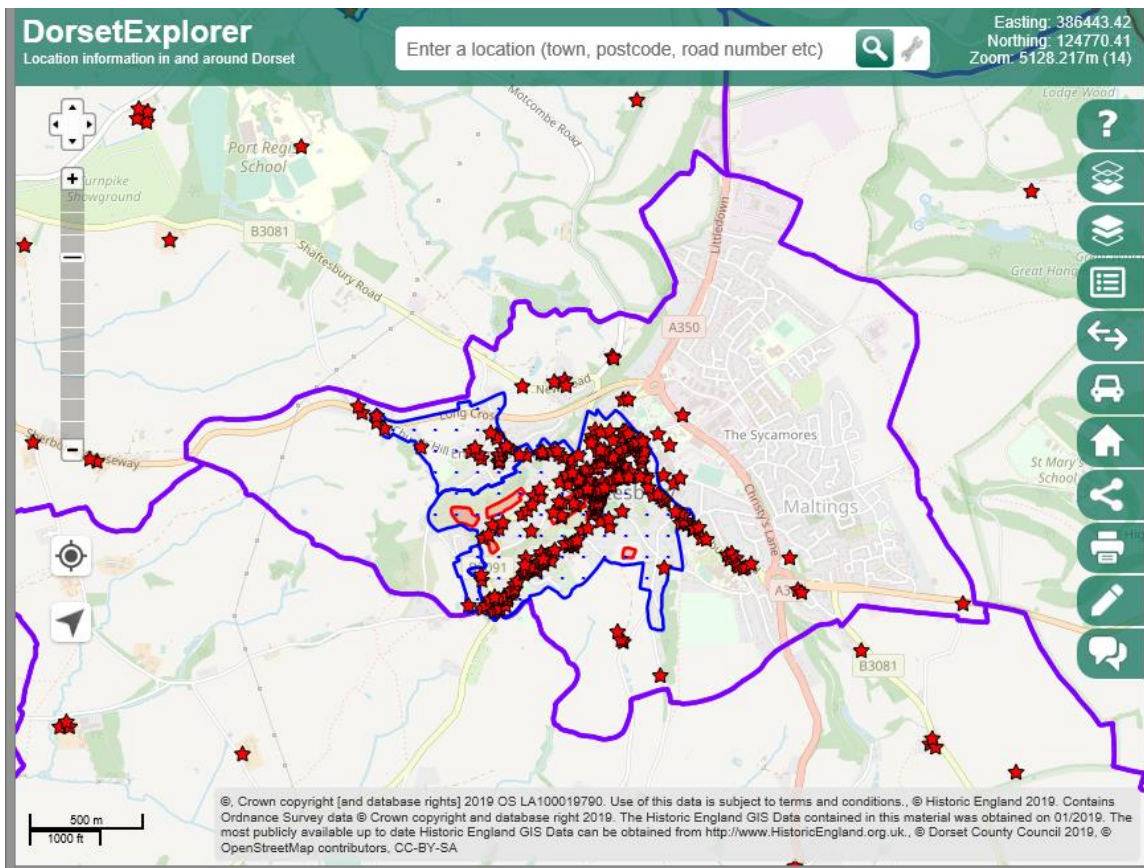 DorsetExplorer
Location information in and around Dorset
Enter a location (town, postcode, road number etc)
Easting: 386443.42
Northing: 124770.41
Zoom: 5128.217m (14)
Motcombe Road
Lodge Wood
Port Regis
School
Showground
B3081
Shaftesbury Road
Littledown
A350
Long Cross
The Sycamores
St Mary's
School
Maltings
Christy's Lane
B3081
500 m
1000 ft
©, Crown copyright [and database rights] 2019 OS LA100019790. Use of this data is subject to terms and conditions., © Historic England 2019. Contains
Ordnance Survey data © Crown copyright and database right 2019. The Historic England GIS Data contained in this material was obtained on 01/2019. The
most publicly available up to date Historic England GIS Data can be obtained from http://www.HistoricEngland.org.uk., © Dorset County Council 2019, ©
OpenStreetMap contributors, CC-BY-SA